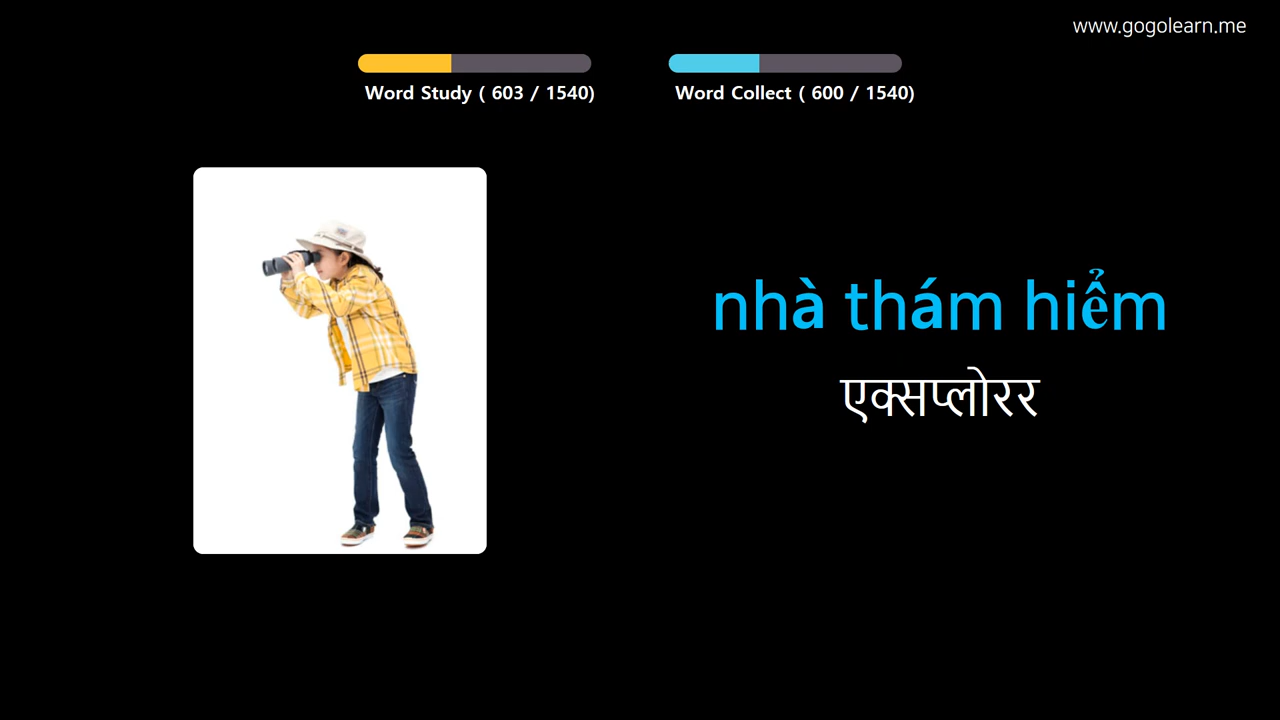 www.gogolearn.me
Word Study ( 603 / 1540)
Word Collect ( 600 / 1540)
nhà thám hiểm
एक्सप्लोरर